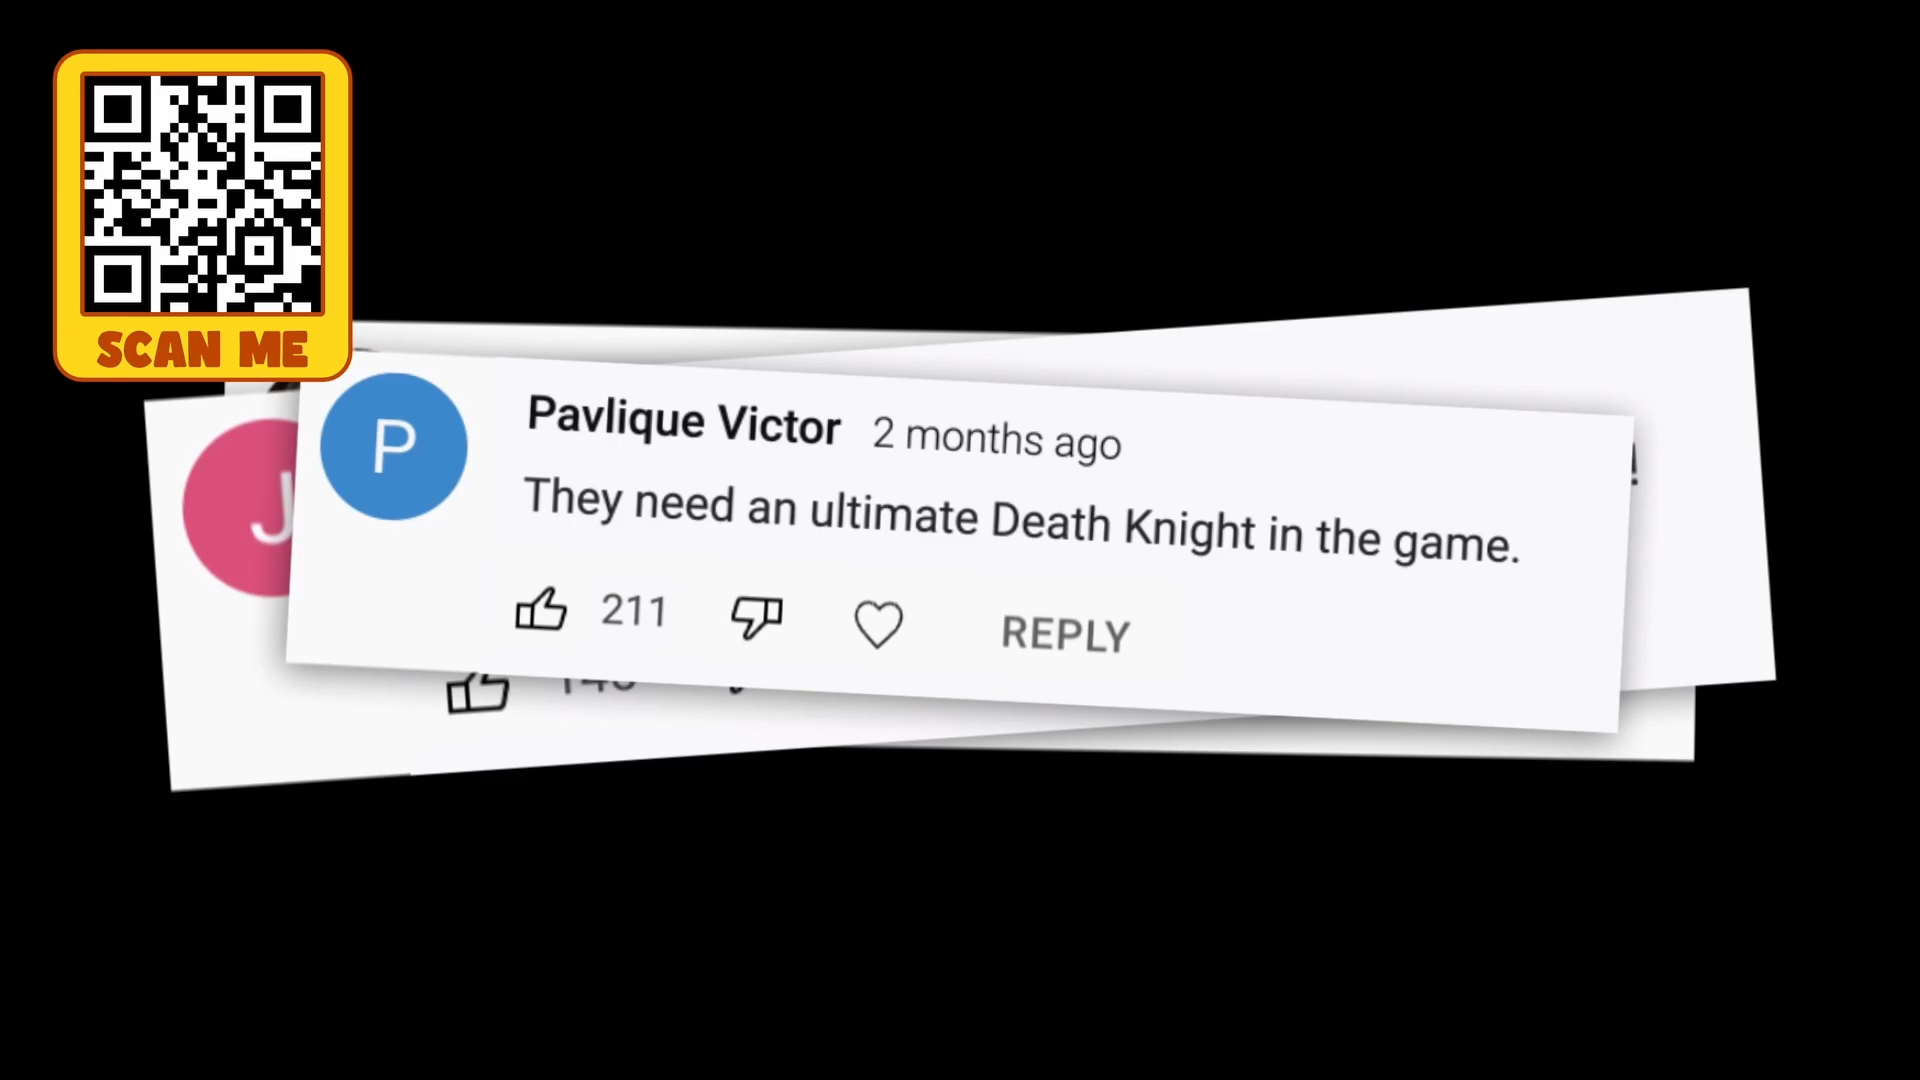 SCAN ME
Pavlique Victor 2 months ago
They need an ultimate Death Knight in the game.
211 REPLY
J
P